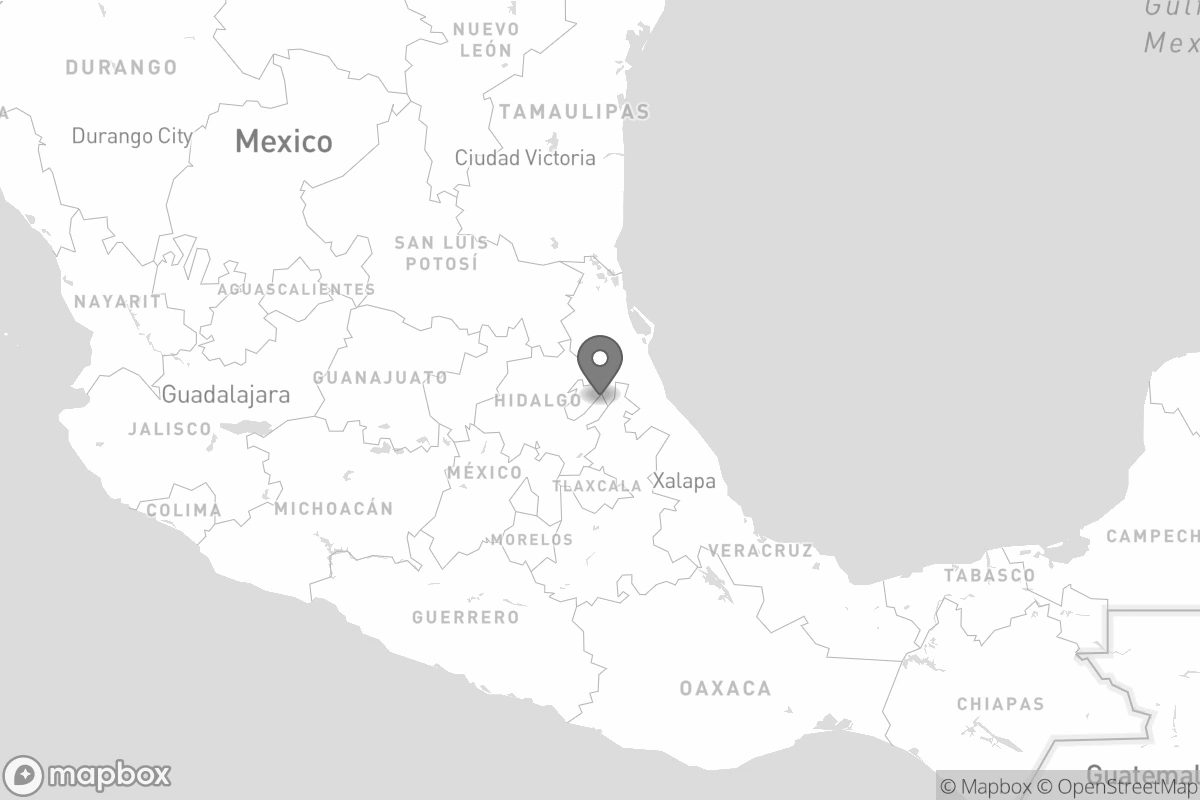 Gulf
Mex
NUEVO
LEÓN
DURANGO
TAMAULIPAS
Durango City
Mexico
Ciudad Victoria
SAN LUIS
POTOSÍ
AGUASCALIENTES
NAYARIT
GUANAJUATO
Guadalajara
HIDALGO
JALISCO
MÉXICO
Xalapa
TLAXCALA
COLIMA
MICHOACÁN
MORELOS
VERACRUZ
CAMPECH
TABASCO
GUERRERO
OAXACA
CHIAPAS
Guatemal
mapbox
© Mapbox © OpenStreetMap